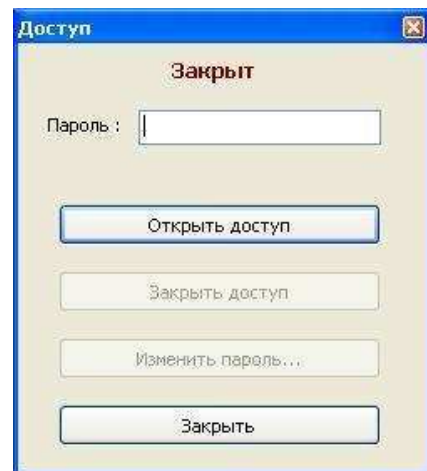 Доступ
Закрыт
Пароль :
Открыть доступ
Закрыть доступ
Изменить пароль...
Закрыть